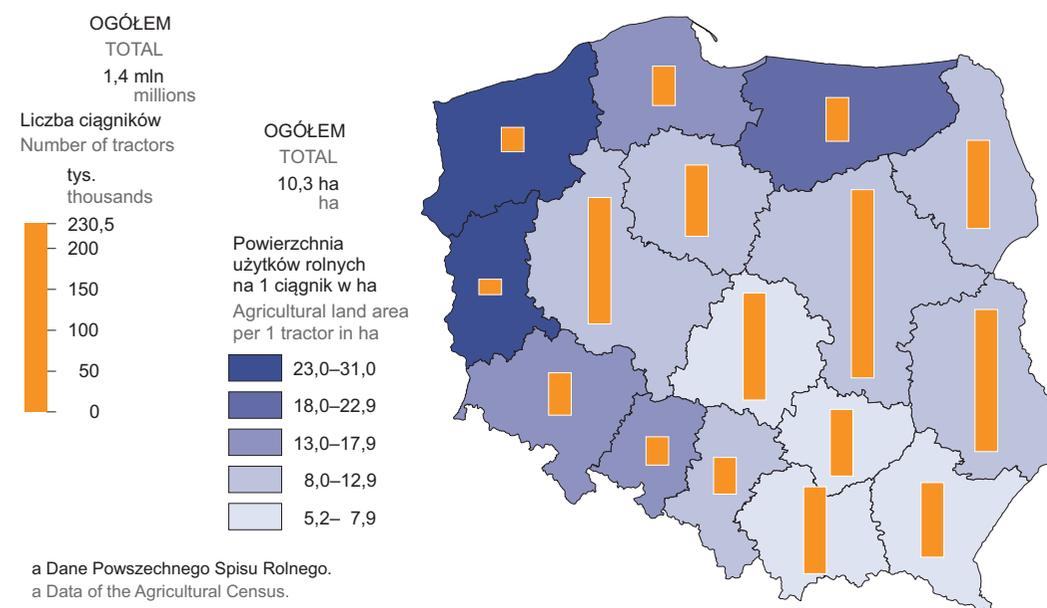 OGÓŁEM
TOTAL
1,4 mln
millions
Liczba ciągników
Number of tractors
tys.
thousands
230,5
200
150
100
50
0
OGÓŁEM
TOTAL
10,3 ha
ha
Powierzchnia
użytków rolnych
na 1 ciągnik w ha
Agricultural land area
per 1 tractor in ha
23,0–31,0
18,0–22,9
13,0–17,9
8,0–12,9
5,2– 7,9
a Dane Powszechnego Spisu Rolnego.
a Data of the Agricultural Census.